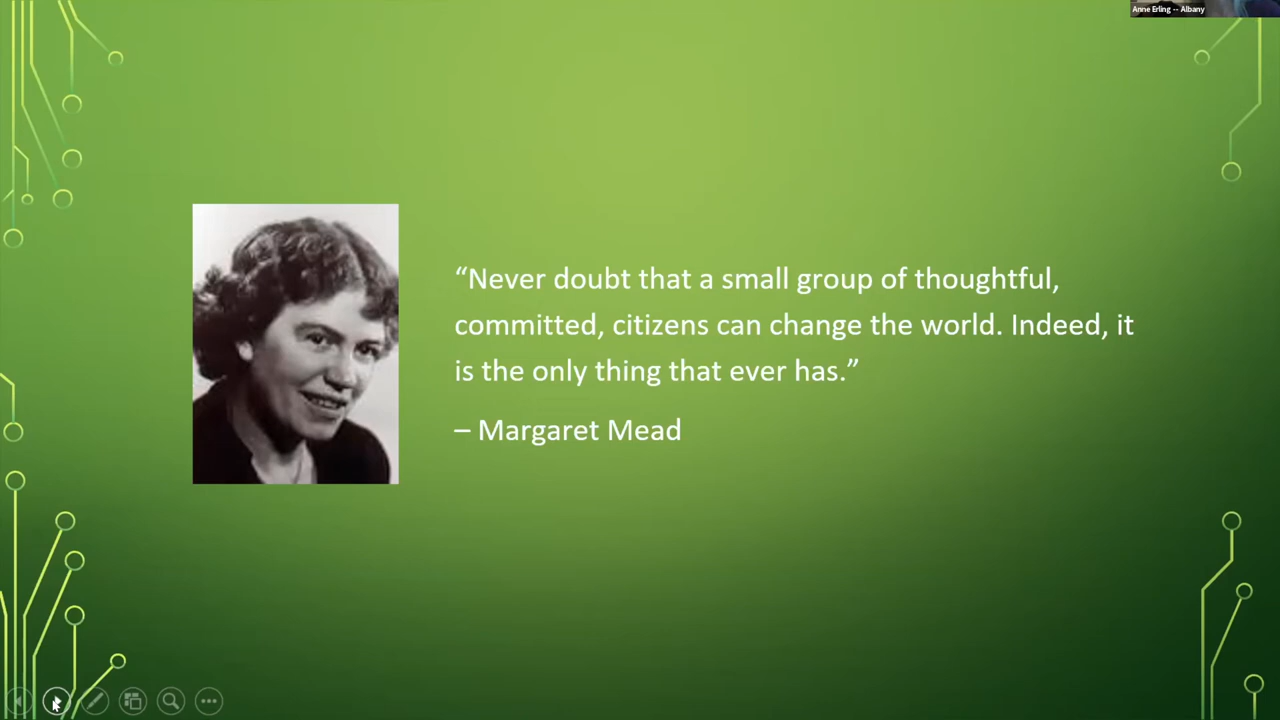 Anne Erling -- Albany
“Never doubt that a small group of thoughtful,
committed, citizens can change the world. Indeed, it
is the only thing that ever has.”
– Margaret Mead